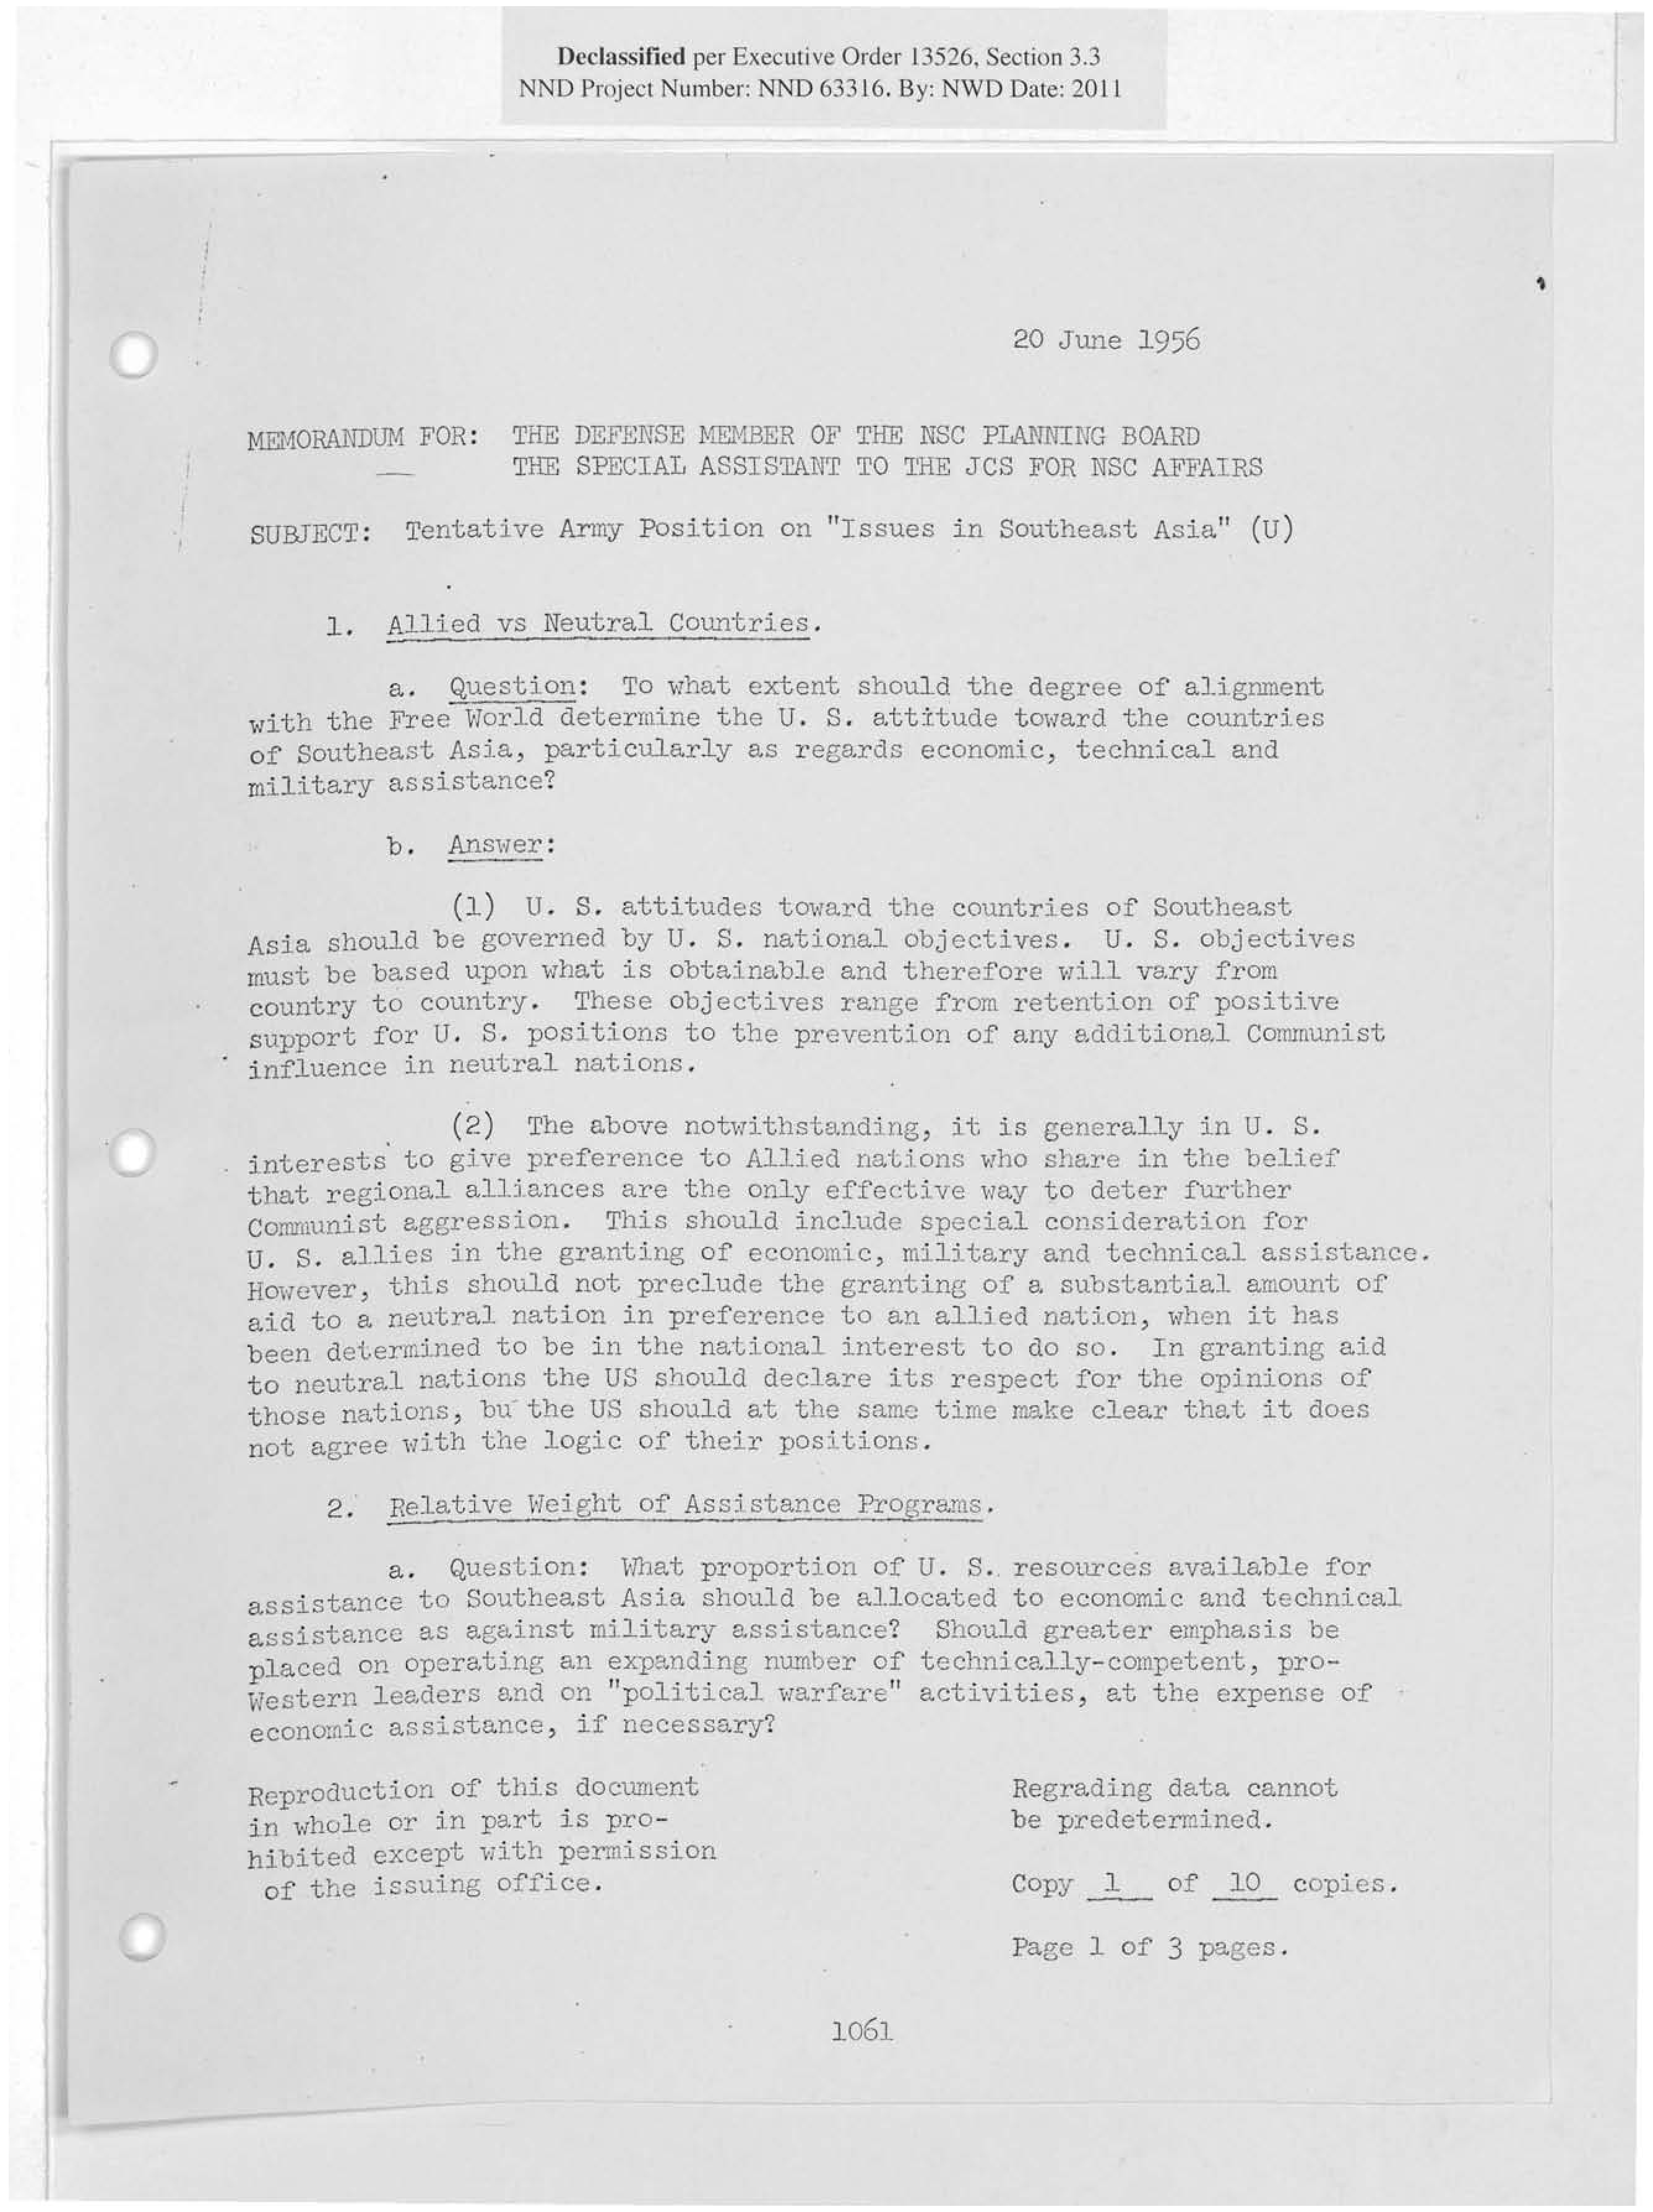 Declassified per Executive Order 13526, Section 3.3
NND Project Number: NND 63316. By: NWD Date: 2011
20 June 1956
MEMORANDUM FOR: THE DEFENSE MEMBER OF THE NSC PLANNING BOARD
THE SPECIAL ASSISTANT TO THE JCS FOR NSC AFFAIRS
SUBJECT: Tentative Army Position on "Issues in Southeast Asia" (U)
1. Allied vs Neutral Countries.
a. Question: To what extent should the degree of alignment
with the Free World determine the U. S. attitude toward the countries
of Southeast Asia, particularly as regards economic, technical and
military assistance?
b. Answer:
(1) U. S. attitudes toward the countries of Southeast
Asia should be governed by U. S. national objectives. U. S. objectives
must be based upon what is obtainable and therefore will vary from
country to country. These objectives range from retention of positive
support for U. S. positions to the prevention of any additional Communist
influence in neutral nations.
(2) The above notwithstanding, it is generally in U. S.
interests to give preference to Allied nations who share in the belief
that regional alliances are the only effective way to deter further
Communist aggression. This should include special consideration for
U. S. allies in the granting of economic, military and technical assistance.
However, this should not preclude the granting of a substantial amount of
aid to a neutral nation in preference to an allied nation, when it has
been determined to be in the national interest to do so. In granting aid
to neutral nations the US should declare its respect for the opinions of
those nations, bu the US should at the same time make clear that it does
not agree with the logic of their positions.
2. Relative Weight of Assistance Programs.
a. Question: What proportion of U. S. resources available for
assistance to Southeast Asia should be allocated to economic and technical
assistance as against military assistance? Should greater emphasis be
placed on operating an expanding number of technically-competent, pro-
Western leaders and on "political warfare" activities, at the expense of
economic assistance, if necessary?
Reproduction of this document
in whole or in part is pro-
hibited except with permission
of the issuing office.
Regrading data cannot
be predetermined.
Copy 1 of 10 copies.
Page 1 of 3 pages.
1061